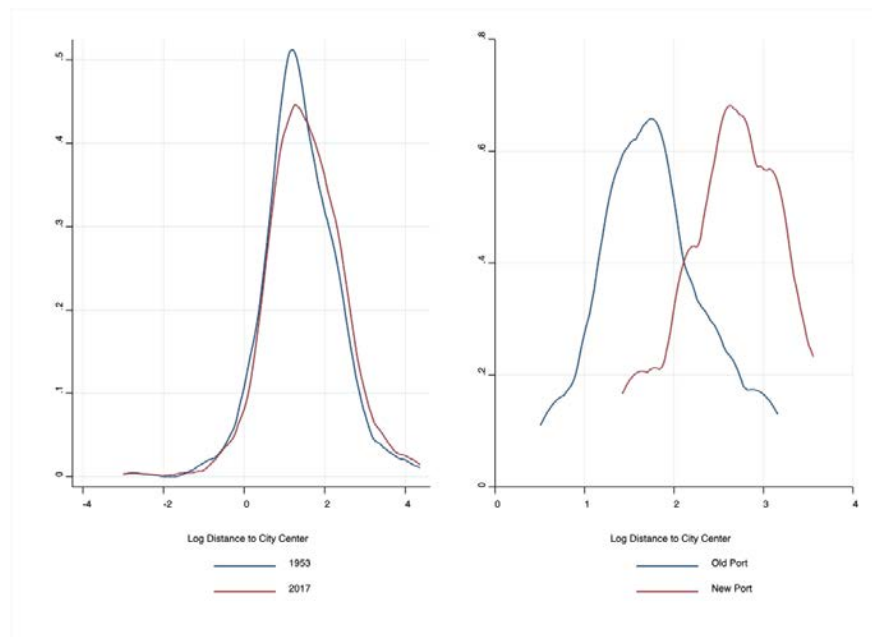 .5
.4
.3
.2
.1
0
-4 -2 0 2 4
Log Distance to City Center
1953
2017
.8
.6
.4
.2
0
0 1 2 3 4
Log Distance to City Center
Old Port
New Port